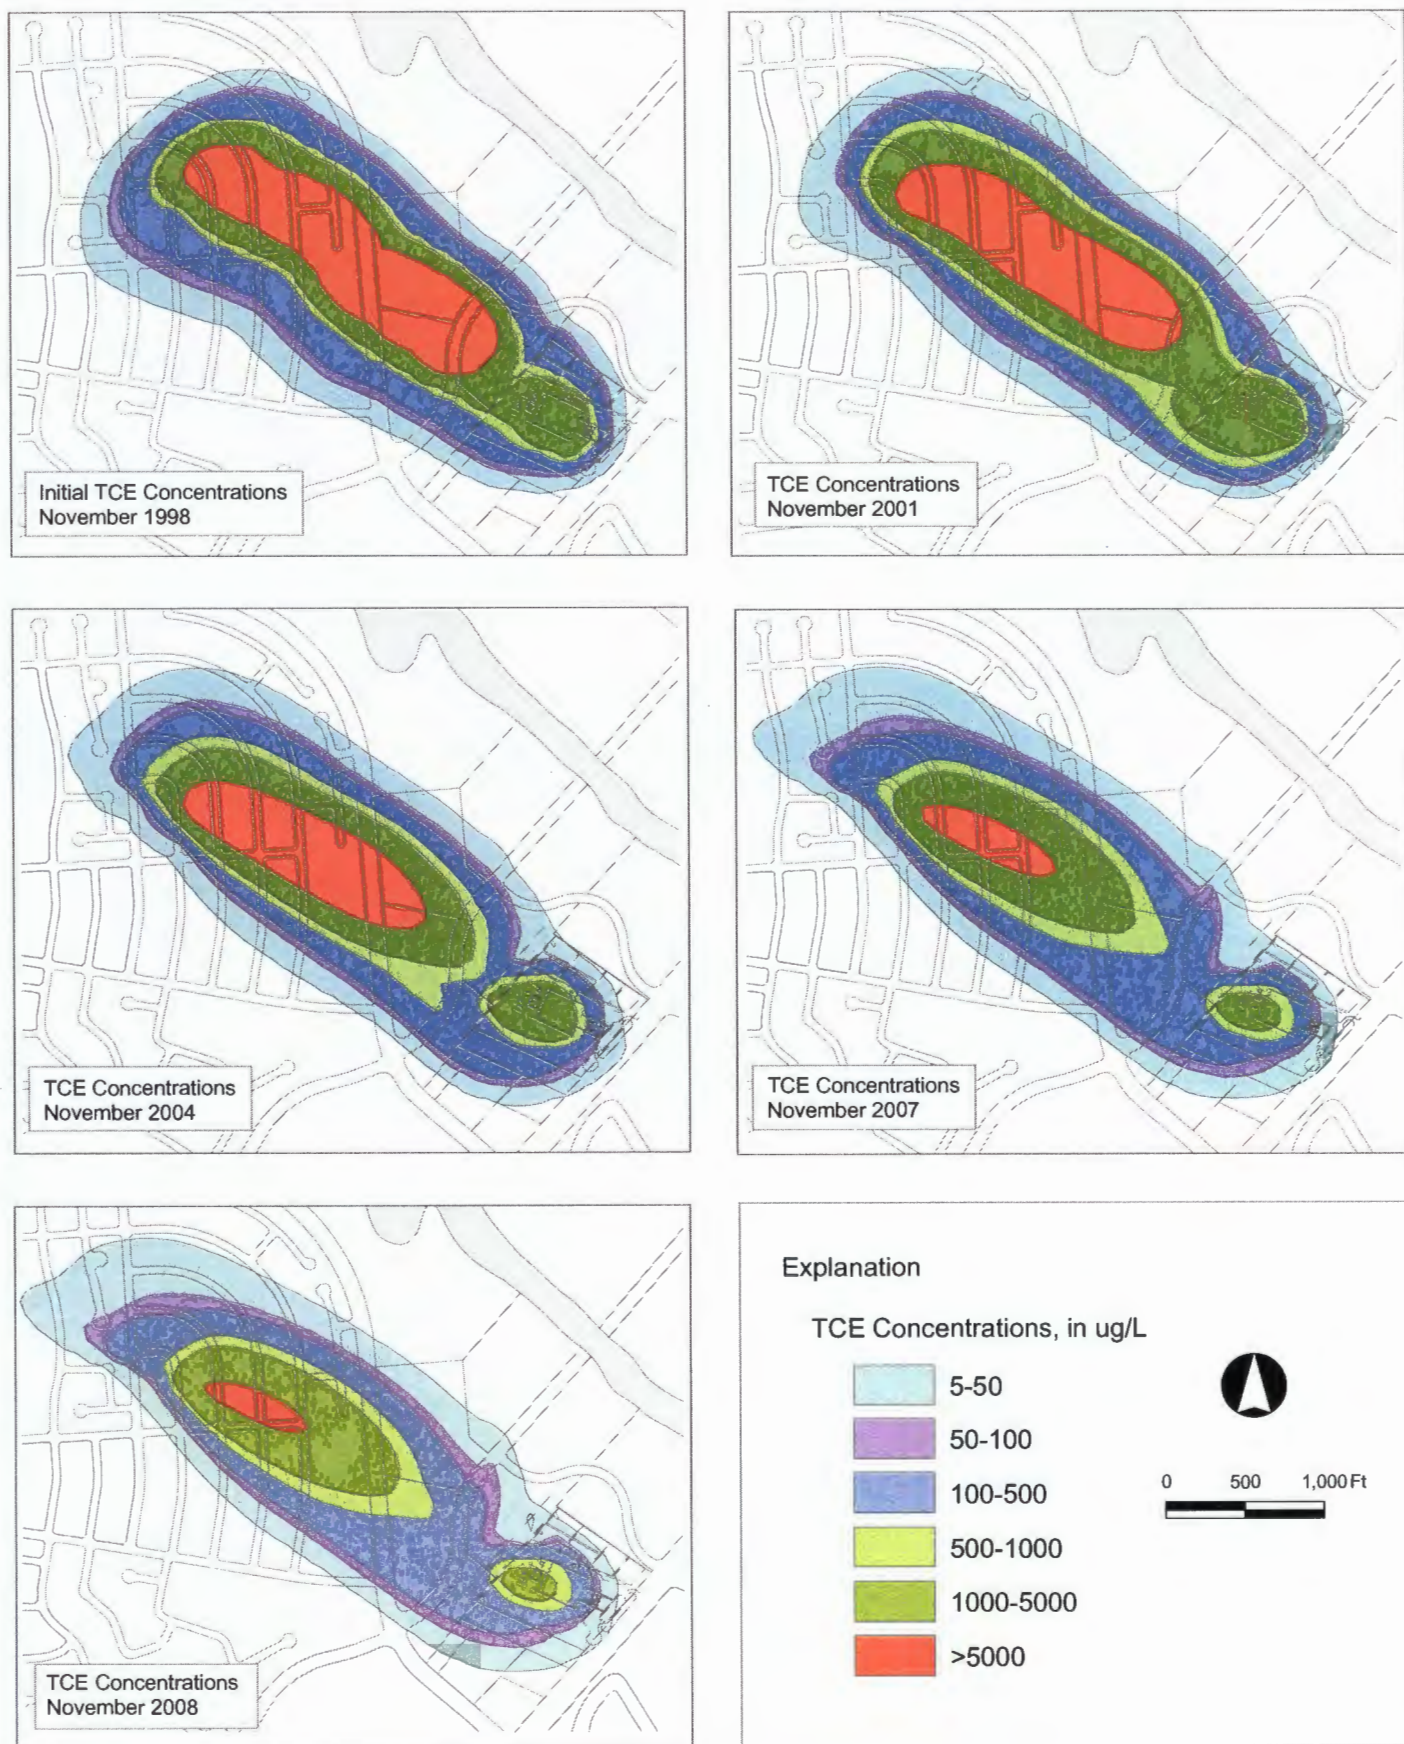 Initial TCE Concentrations
November 1998
TCE Concentrations
November 2001
TCE Concentrations
November 2004
TCE Concentrations
November 2007
TCE Concentrations
November 2008
Explanation
TCE Concentrations, in ug/L
5-50
50-100
100-500
500-1000
1000-5000
>5000
0 500 1,000 Ft